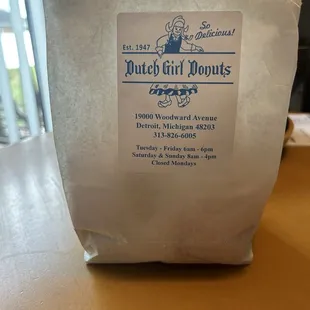 So
Delicious!
Est. 1947
Dutch Girl Donuts
19000 Woodward Avenue
Detroit, Michigan 48203
313-826-6005
Tuesday - Friday 6am - 6pm
Saturday & Sunday 8am - 4pm
Closed Mondays